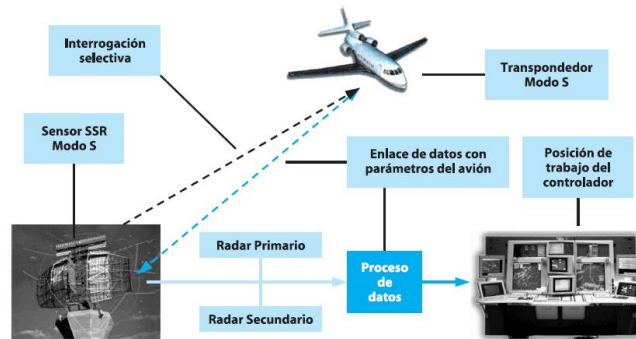 Interrogación
selectiva
Transpondedor
Modo S
Sensor SSR
Modo S
Enlace de datos con
parámetros del avión
Posición de
trabajo del
controlador
Radar Primario
Proceso
de
datos
Radar Secundario